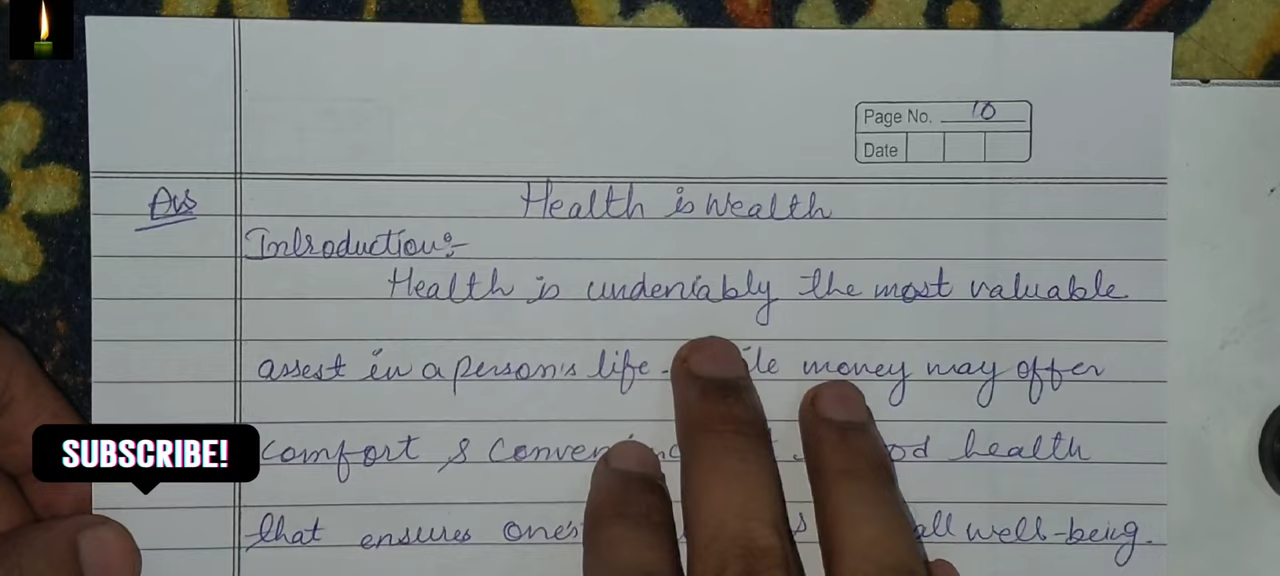 Page No. 10
Date
Ans
Health is Wealth
Introduction:-
Health is undeniably the most valuable
assest in a person's life. money may offer
comfort & health
that ensures one's all well-being.
SUBSCRIBE!